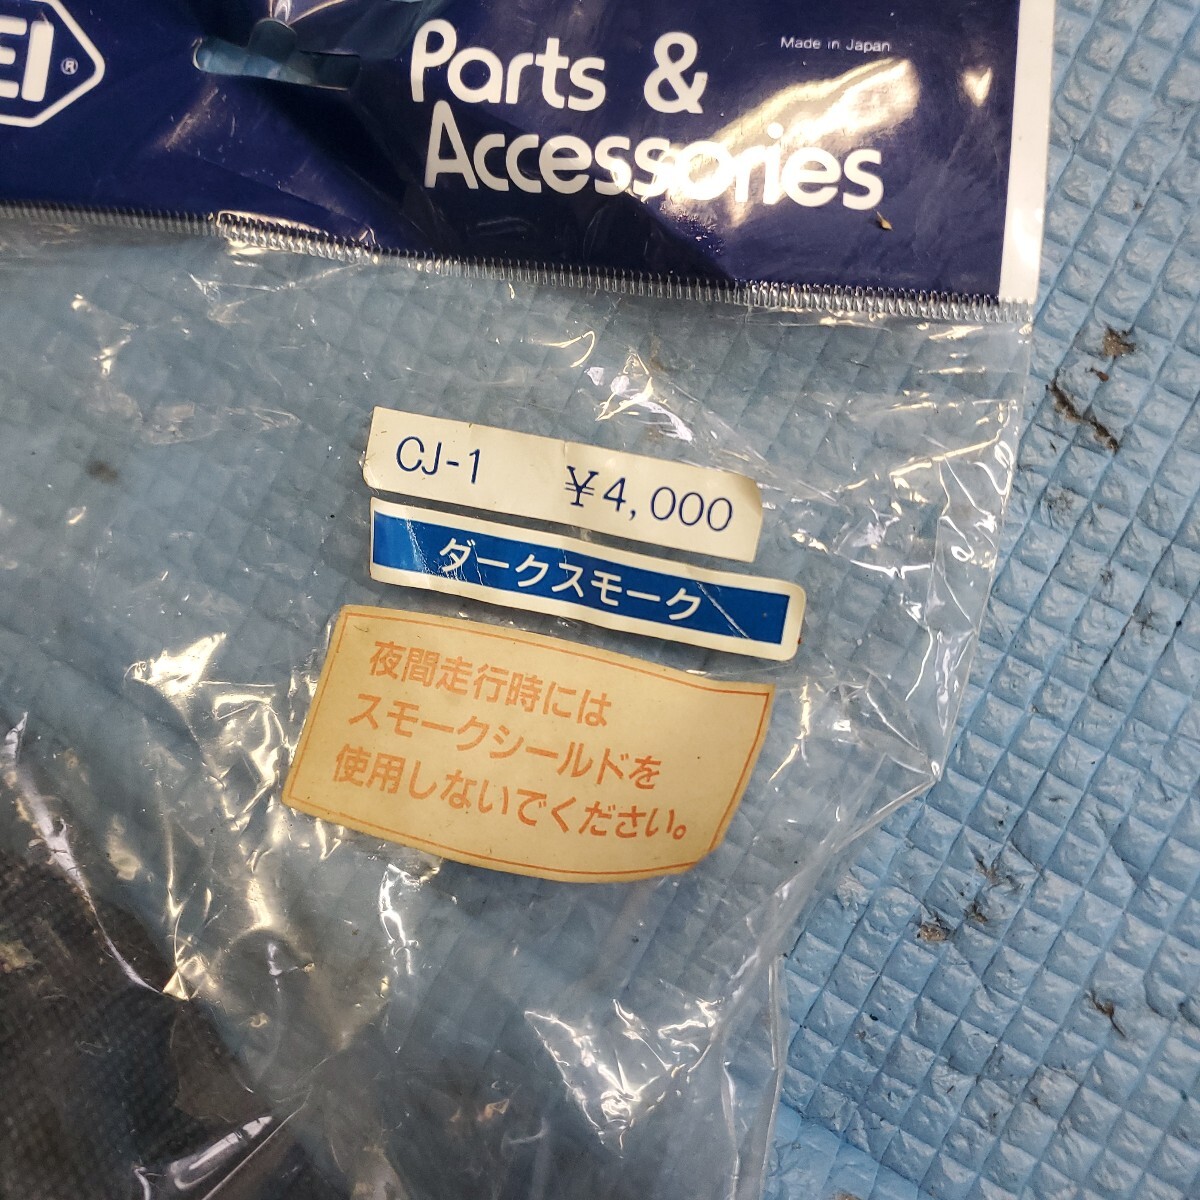 EI®
Parts &
Accessories
Made in Japan
CJ-1 ¥4,000
ダークスモーク
夜間走行時には
スモークシールドを
使用しないでください。